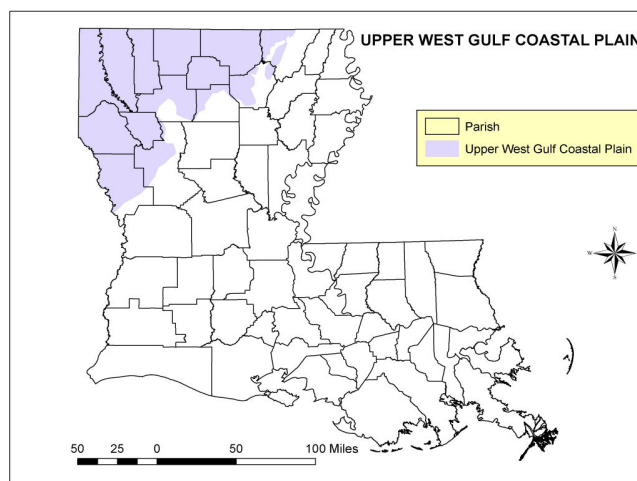 UPPER WEST GULF COASTAL PLAIN
Parish
Upper West Gulf Coastal Plain
N
W
E
S
50 25 0 50 100 Miles